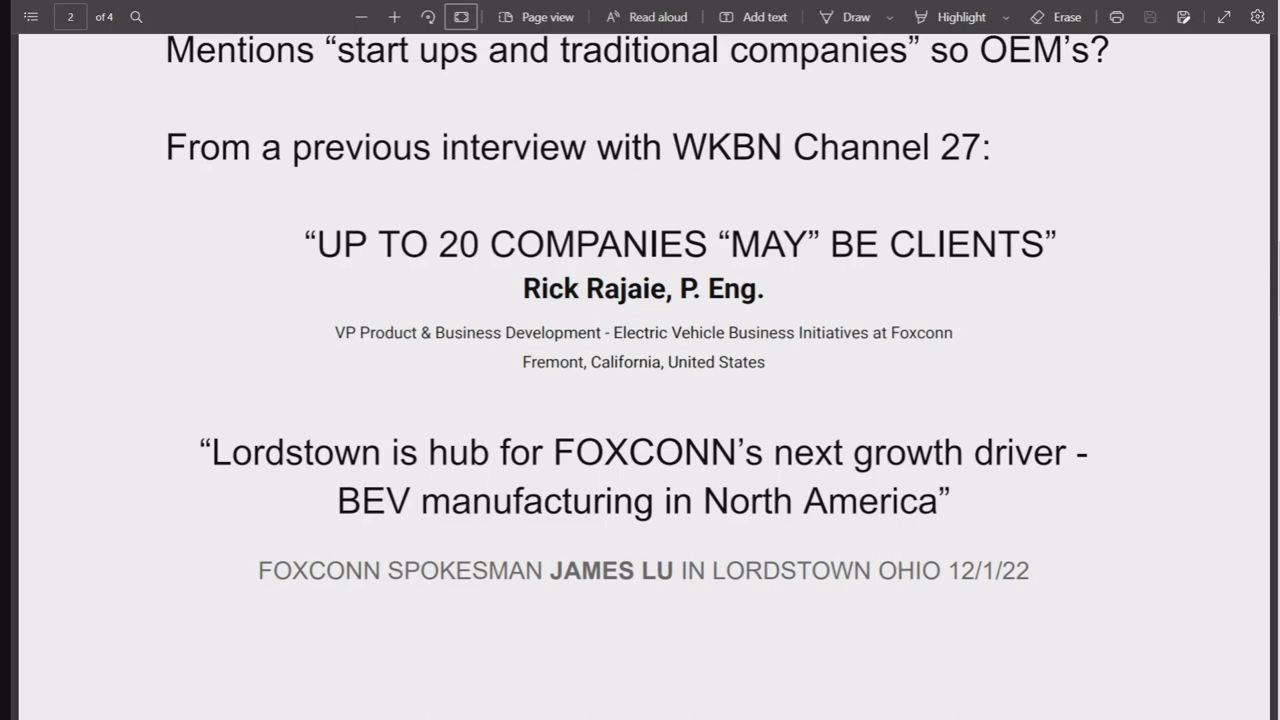 2 of 4 Page view Read aloud Add text Draw Highlight Erase
Mentions “start ups and traditional companies” so OEM’s?
From a previous interview with WKBN Channel 27:
“UP TO 20 COMPANIES “MAY” BE CLIENTS”
Rick Rajaie, P. Eng.
VP Product & Business Development - Electric Vehicle Business Initiatives at Foxconn
Fremont, California, United States
“Lordstown is hub for FOXCONN’s next growth driver -
BEV manufacturing in North America”
FOXCONN SPOKESMAN JAMES LU IN LORDSTOWN OHIO 12/1/22